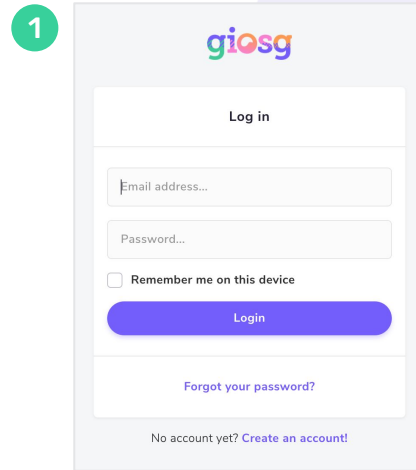 1
giosg
Log in
Email address...
Password...
Remember me on this device
Login
Forgot your password?
No account yet? Create an account!